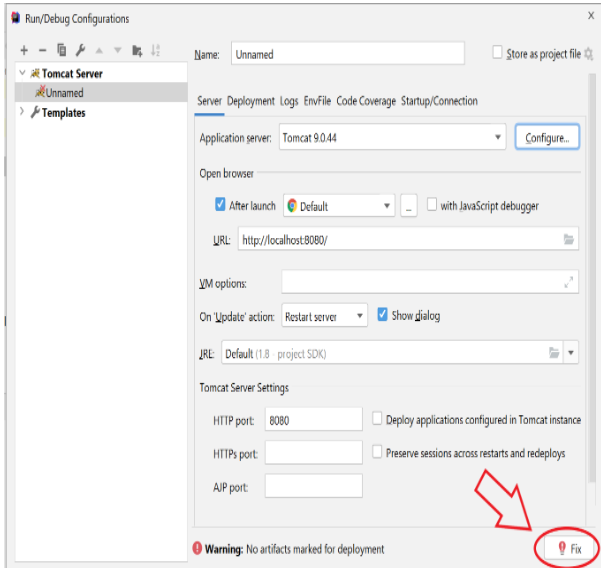 Run/Debug Configurations
Name: Unnamed
Store as project file
Tomcat Server
Unnamed
Templates
Server Deployment Logs EnvFile Code Coverage Startup/Connection
Application server: Tomcat 9.0.44 Configure...
Open browser
After launch Default ... with JavaScript debugger
URL: http://localhost:8080/
VM options:
On 'Update' action: Restart server Show dialog
JRE: Default (1.8 - project SDK)
Tomcat Server Settings
HTTP port: 8080 Deploy applications configured in Tomcat instance
HTTPs port: Preserve sessions across restarts and redeploys
AJP port:
Warning: No artifacts marked for deployment Fix